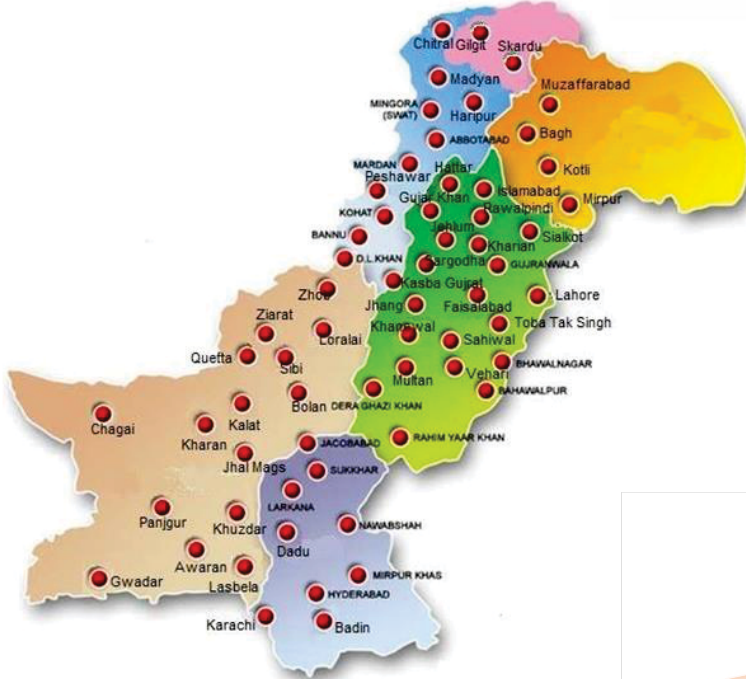 Chitral
Gilgit
Skardu
Madyan
Muzaffarabad
MINGORA
(SWAT)
Haripur
Bagh
ABBOTABAD
MARDAN
Hattar
Kotli
Peshawar
Islamabad
Gujar Khan
Mirpur
KOHAT
Rawalpindi
BANNU
Jehlum
Kharian
Sialkot
D.I.KHAN
Sargodha
GUJRANWALA
Kasba Gujrat
Zhob
Jhang
Faisalabad
Lahore
Ziarat
Loralai
Khanewal
Toba Tak Singh
Sahiwal
Quetta
Sibi
BHAWALNAGAR
Multan
Vehari
Bolan
DERA GHAZI KHAN
BAHAWALPUR
Chagai
Kalat
Kharan
JACOBABAD
RAHIM YAAR KHAN
Jhal Mags
SUKKHAR
LARKANA
Panjgur
Khuzdar
NAWABSHAH
Dadu
Awaran
Gwadar
Lasbela
MIRPUR KHAS
HYDERABAD
Karachi
Badin